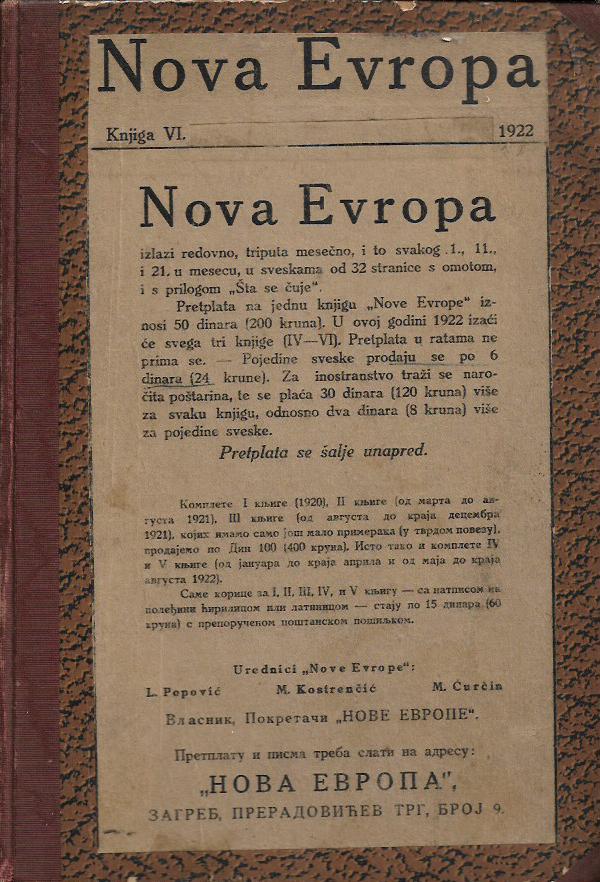 Nova Evropa
Knjiga VI. 1922
Nova Evropa
izlazi redovno, triputa mesečno, i to svakog 1., 11.,
i 21. u mesecu, u sveskama od 32 stranice s omotom,
i s prilogom „Šta se čuje“.
Pretplata na jednu knjigu „Nove Evrope“ iz-
nosi 50 dinara (200 kruna). U ovoj godini 1922 izaći
će svega tri knjige (IV—VI). Pretplata u ratama ne
prima se. — Pojedine sveske prodaju se po 6
dinara (24 krune). Za inostranstvo traži se naro-
čita poštarina, te se plaća 30 dinara (120 kruna) više
za svaku knjigu, odnosno dva dinara (8 kruna) više
za pojedine sveske.
Pretplata se šalje unapred.
Комплете I књиге (1920), II књиге (од марта до ав-
густа 1921), III књиге (од августа до краја децембра
1921), којих имамо само још мало примерака (у тврдом повезу),
продајемо по Дин 100 (400 круна). Исто тако и комплете IV
и V књиге (од јануара до краја априла и од маја до краја
августа 1922).
Саме корице за I, II, III, IV, и V књигу — са натписом на
полеђини ћирилицом или латиницом — стају по 15 динара (60
круна) с препорученом поштанском пошиљком.
Urednici „Nove Evrope“:
L. Popović M. Kostrenčić M. Ćurčin
Власник, Покретачи „НОВЕ ЕВРОПЕ“.
Претплату и писма треба слати на адресу:
„НОВА ЕВРОПА“,
ЗАГРЕБ, ПРЕРАДОВИЋЕВ ТРГ, БРОЈ 9.